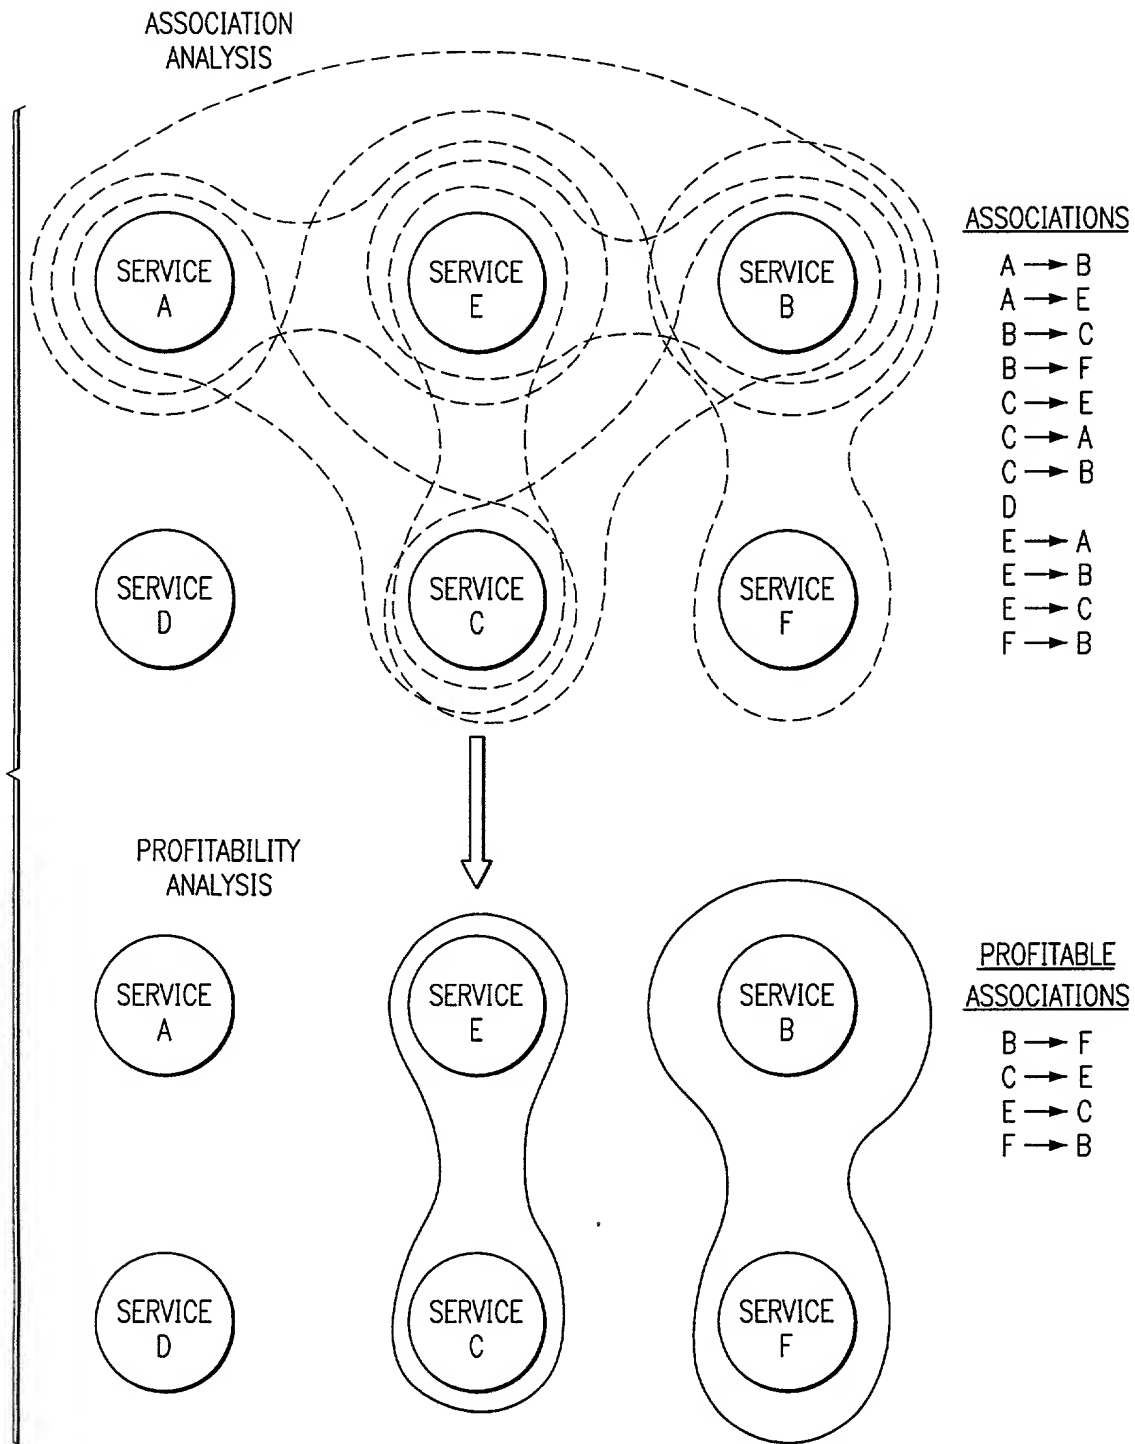 ASSOCIATION
ANALYSIS
SERVICE
A
SERVICE
E
SERVICE
B
SERVICE
D
SERVICE
C
SERVICE
F
ASSOCIATIONS
A → B
A → E
B → C
B → F
C → E
C → A
C → B
D
E → A
E → B
E → C
F → B
PROFITABILITY
ANALYSIS
SERVICE
A
SERVICE
E
SERVICE
B
SERVICE
D
SERVICE
C
SERVICE
F
PROFITABLE
ASSOCIATIONS
B → F
C → E
E → C
F → B